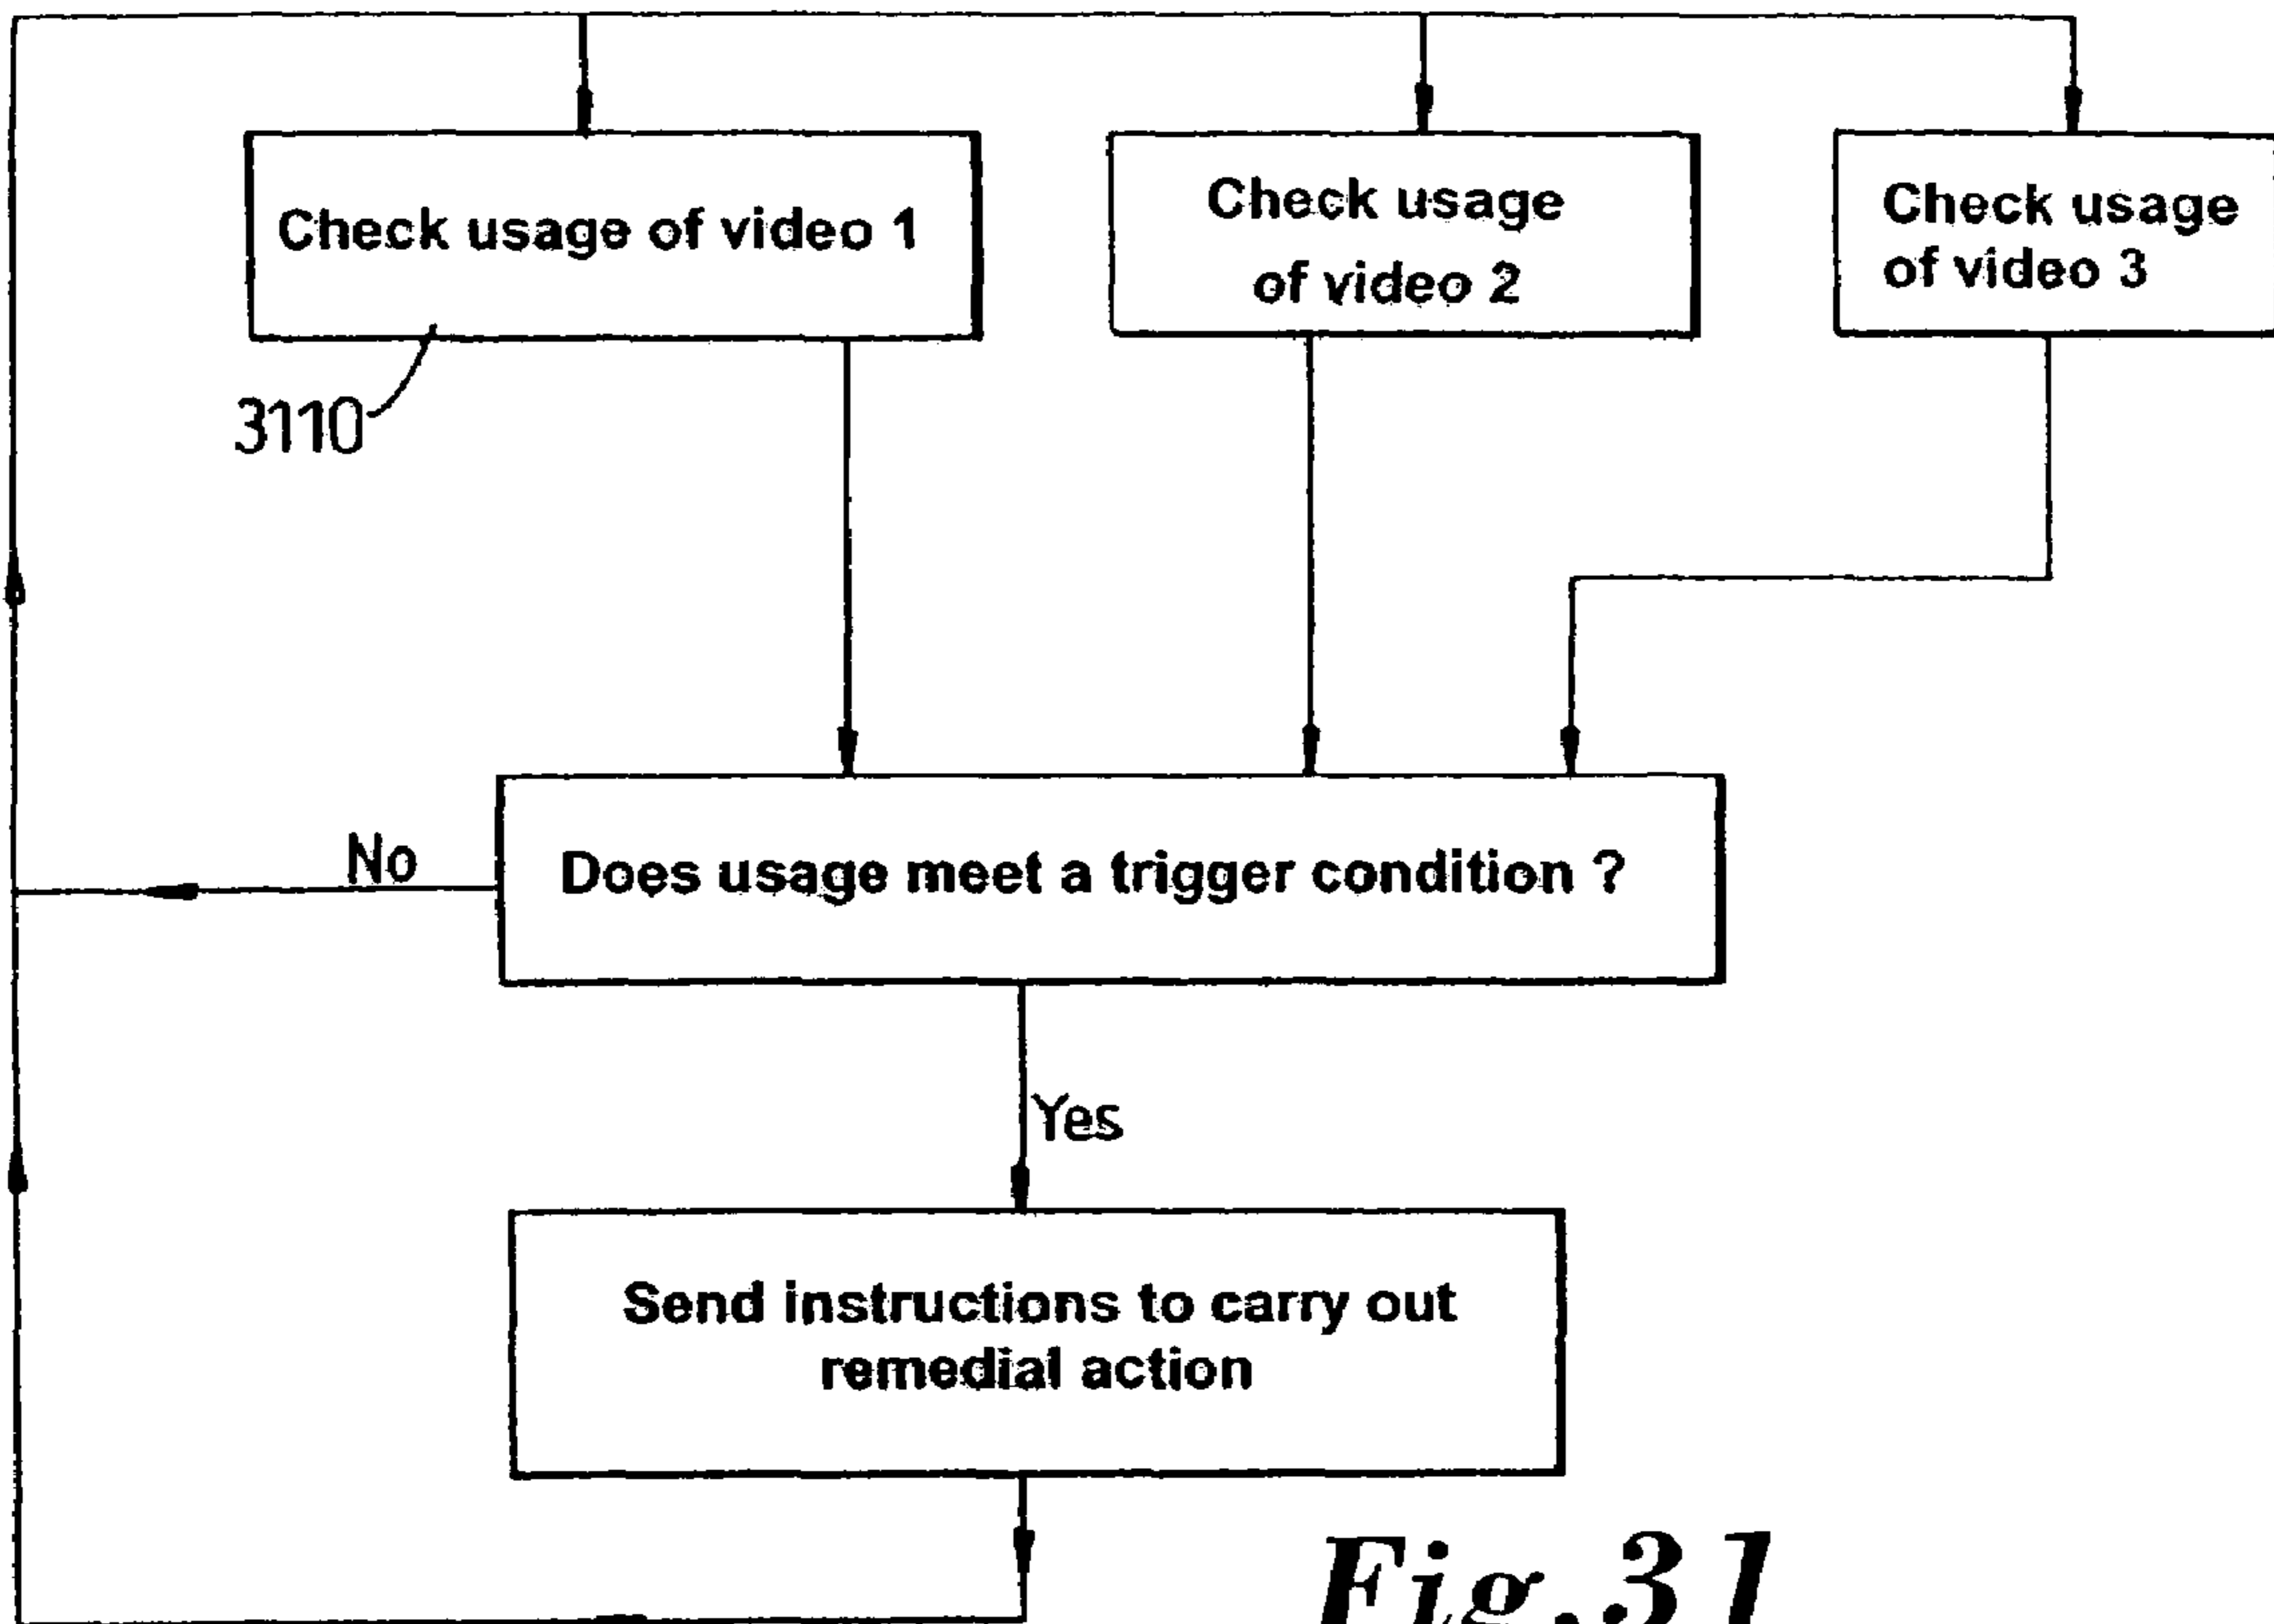 Check usage of video 1
Check usage
of video 2
Check usage
of video 3
3110
No
Does usage meet a trigger condition ?
Yes
Send instructions to carry out
remedial action
Fig.31